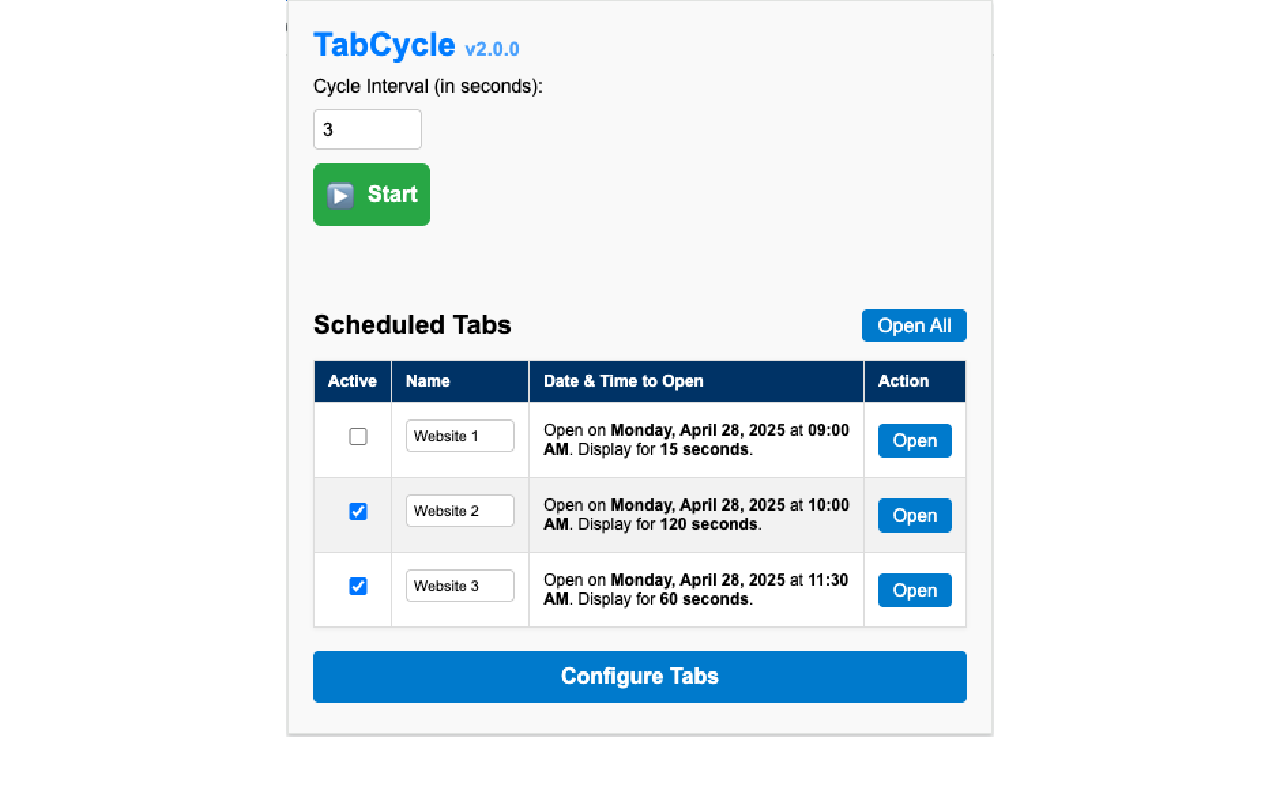 TabCycle v2.0.0
Cycle Interval (in seconds):
3
Start
Scheduled Tabs
Open All
Active Name Date & Time to Open Action
Website 1
Open on Monday, April 28, 2025 at 09:00
AM. Display for 15 seconds.
Open
Website 2
Open on Monday, April 28, 2025 at 10:00
AM. Display for 120 seconds.
Open
Website 3
Open on Monday, April 28, 2025 at 11:30
AM. Display for 60 seconds.
Open
Configure Tabs